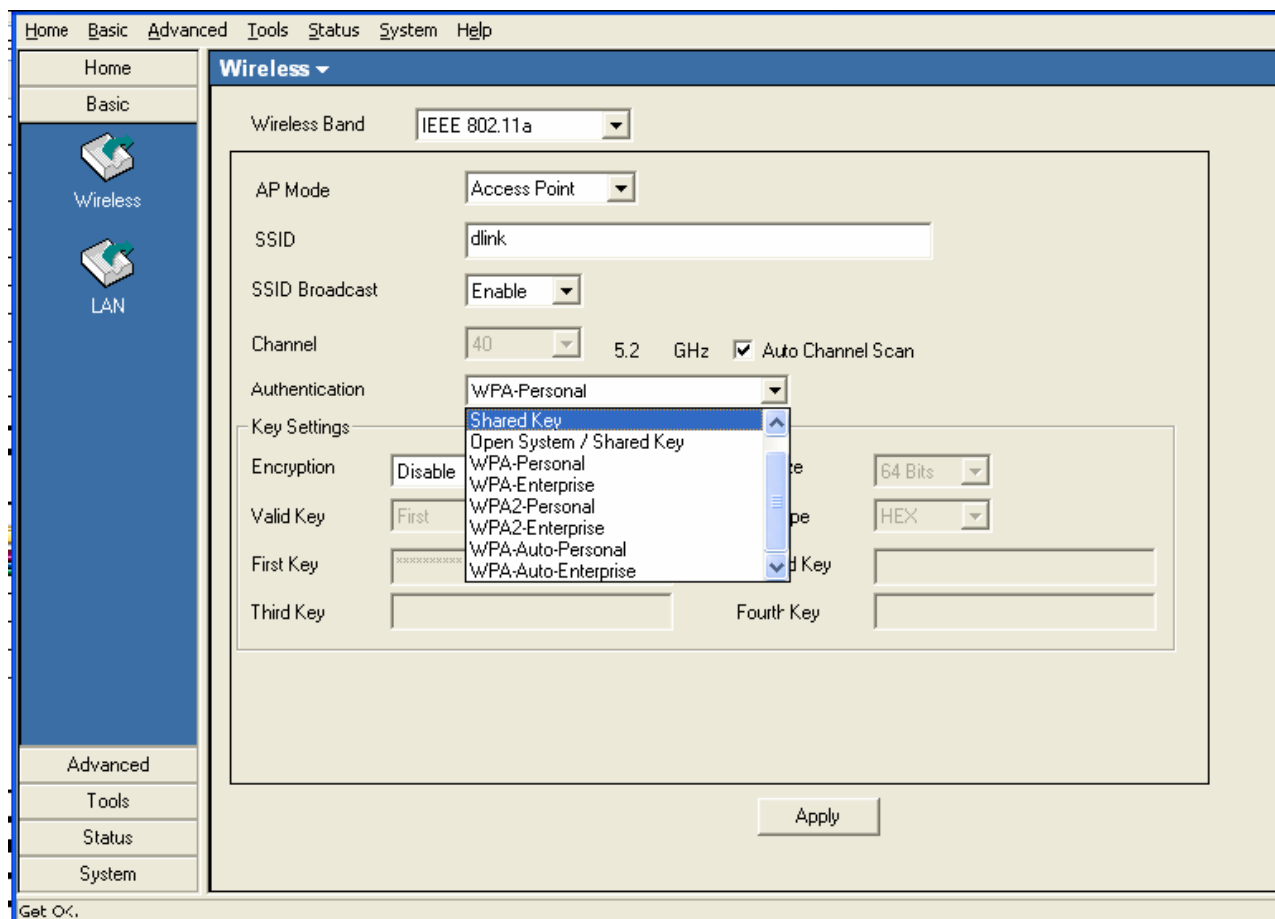 Home Basic Advanced Tools Status System Help
Home
Basic
Wireless
LAN
Advanced
Tools
Status
System
Wireless
Wireless Band IEEE 802.11a
AP Mode Access Point
SSID dlink
SSID Broadcast Enable
Channel 40 5.2 GHz Auto Channel Scan
Authentication WPA-Personal
Shared Key
Open System / Shared Key
WPA-Personal
WPA-Enterprise
WPA2-Personal
WPA2-Enterprise
WPA-Auto-Personal
WPA-Auto-Enterprise
Key Settings
Encryption Disable 64 Bits
Valid Key First HEX
First Key Key
Third Key Fourth Key
Apply
Get OK.